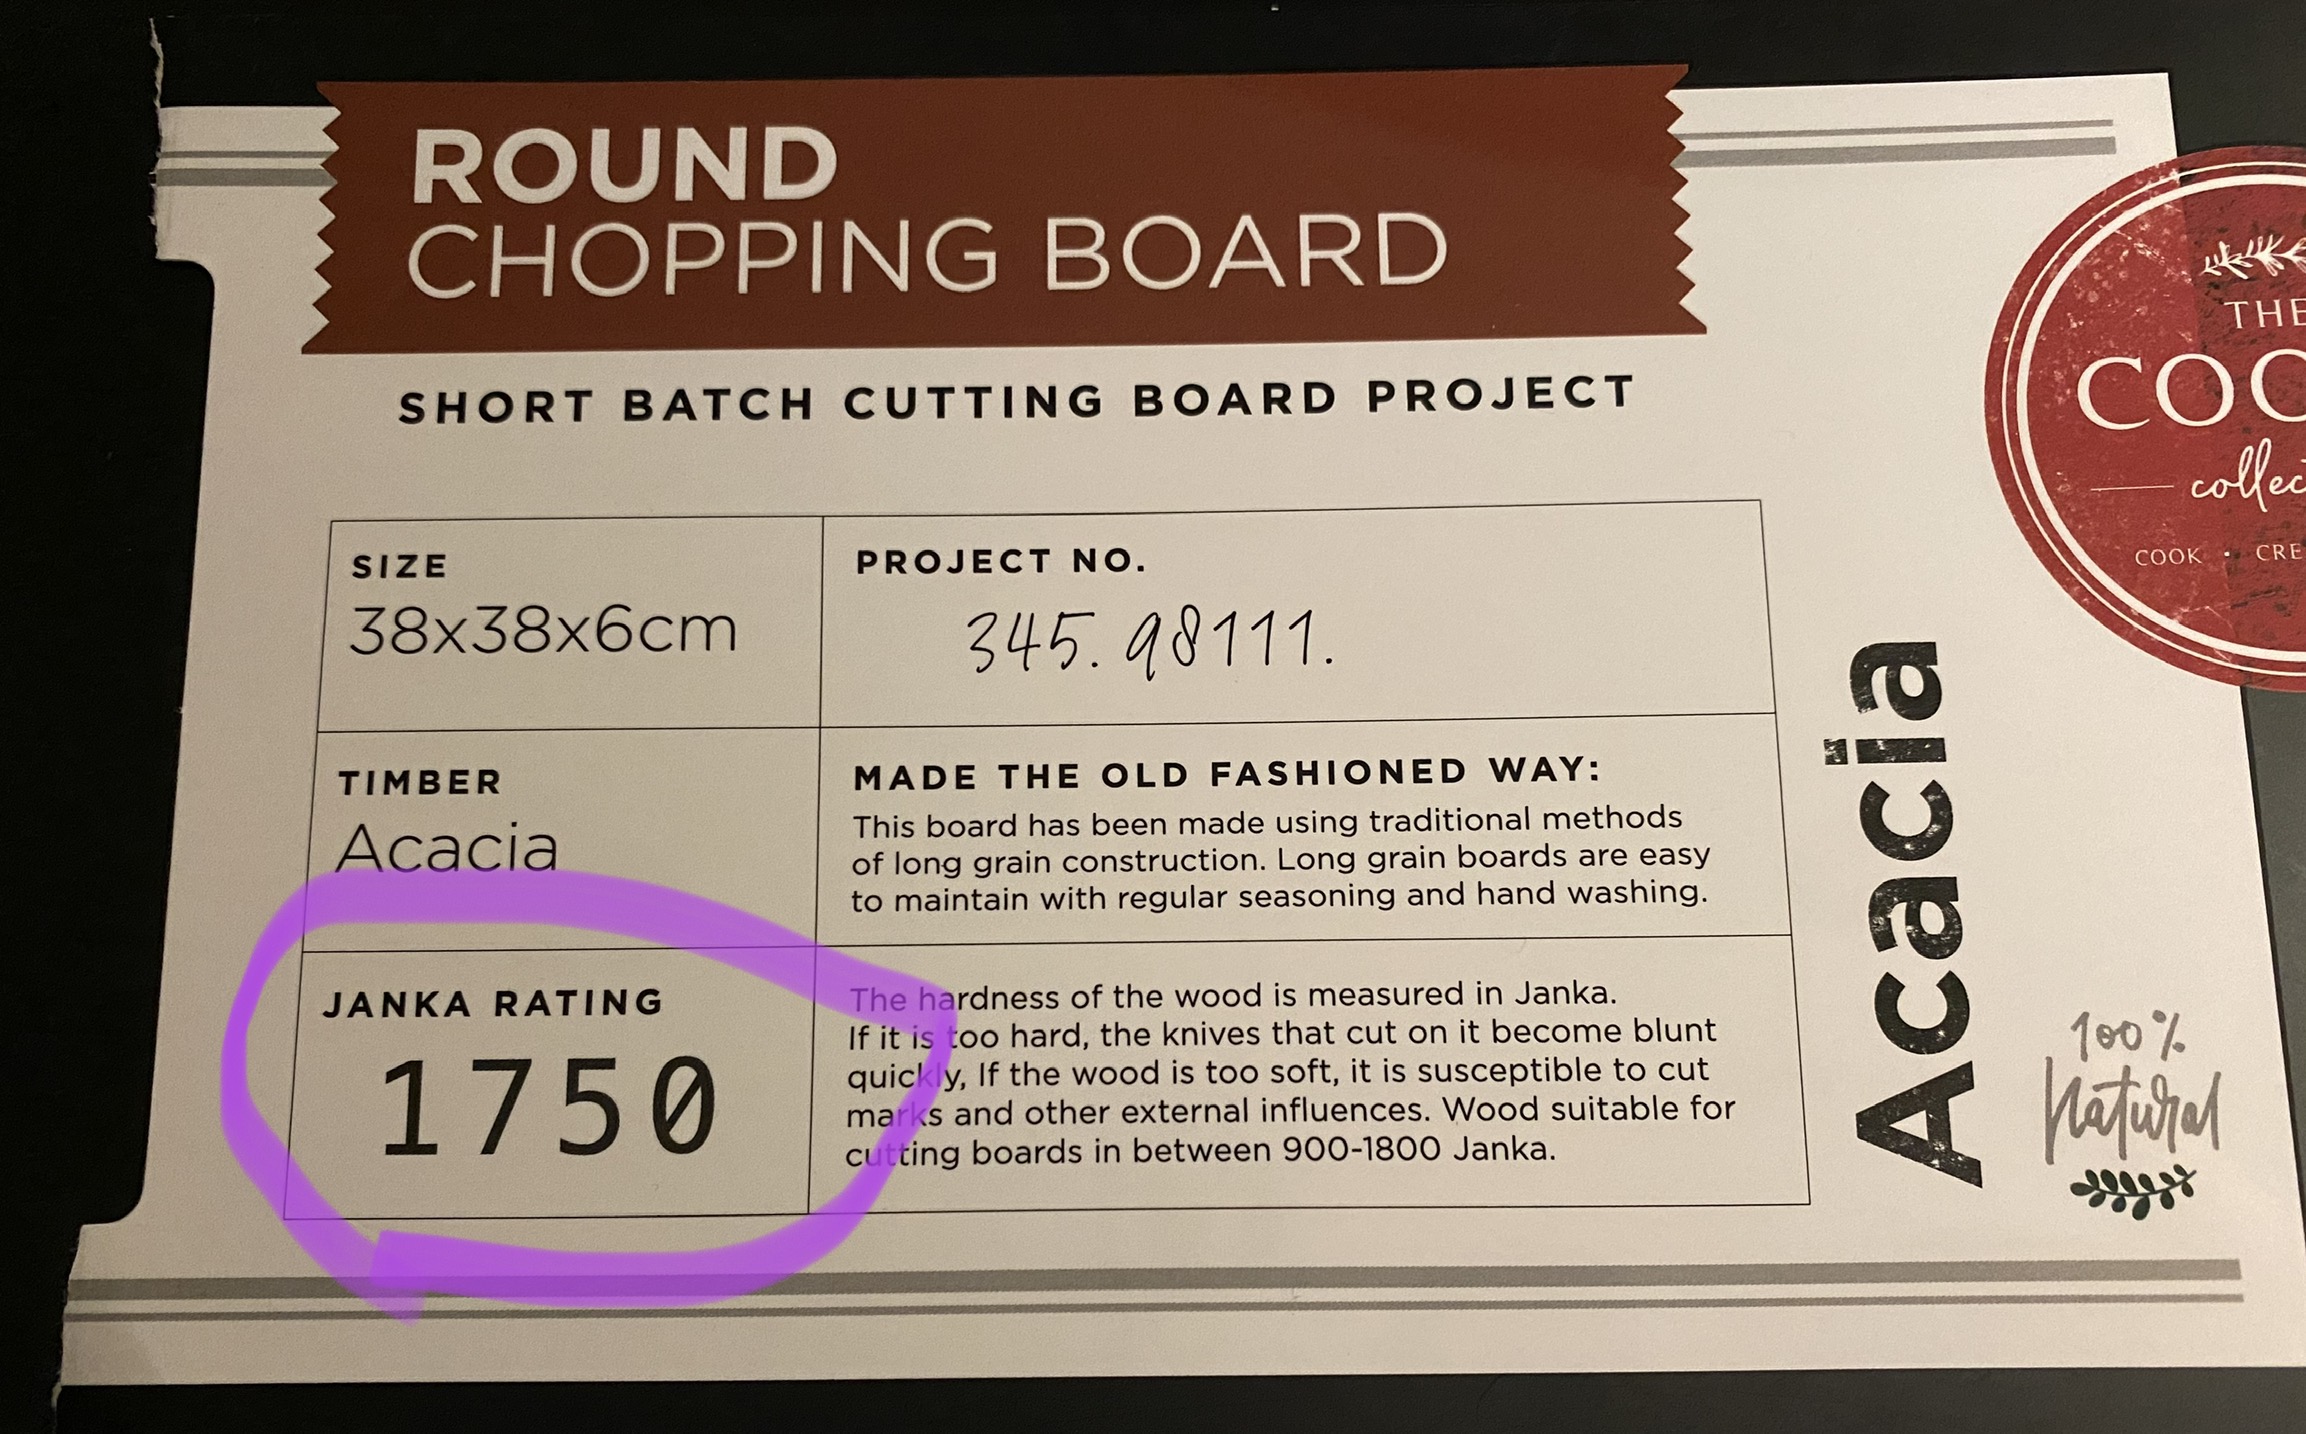 ROUND
CHOPPING BOARD
SHORT BATCH CUTTING BOARD PROJECT
SIZE
38x38x6cm
PROJECT NO.
345.98111.
TIMBER
Acacia
MADE THE OLD FASHIONED WAY:
This board has been made using traditional methods
of long grain construction. Long grain boards are easy
to maintain with regular seasoning and hand washing.
JANKA RATING
1750
The hardness of the wood is measured in Janka.
If it is too hard, the knives that cut on it become blunt
quickly, If the wood is too soft, it is susceptible to cut
marks and other external influences. Wood suitable for
cutting boards in between 900-1800 Janka.
Acacia
THE
COOK •
100%
Natural